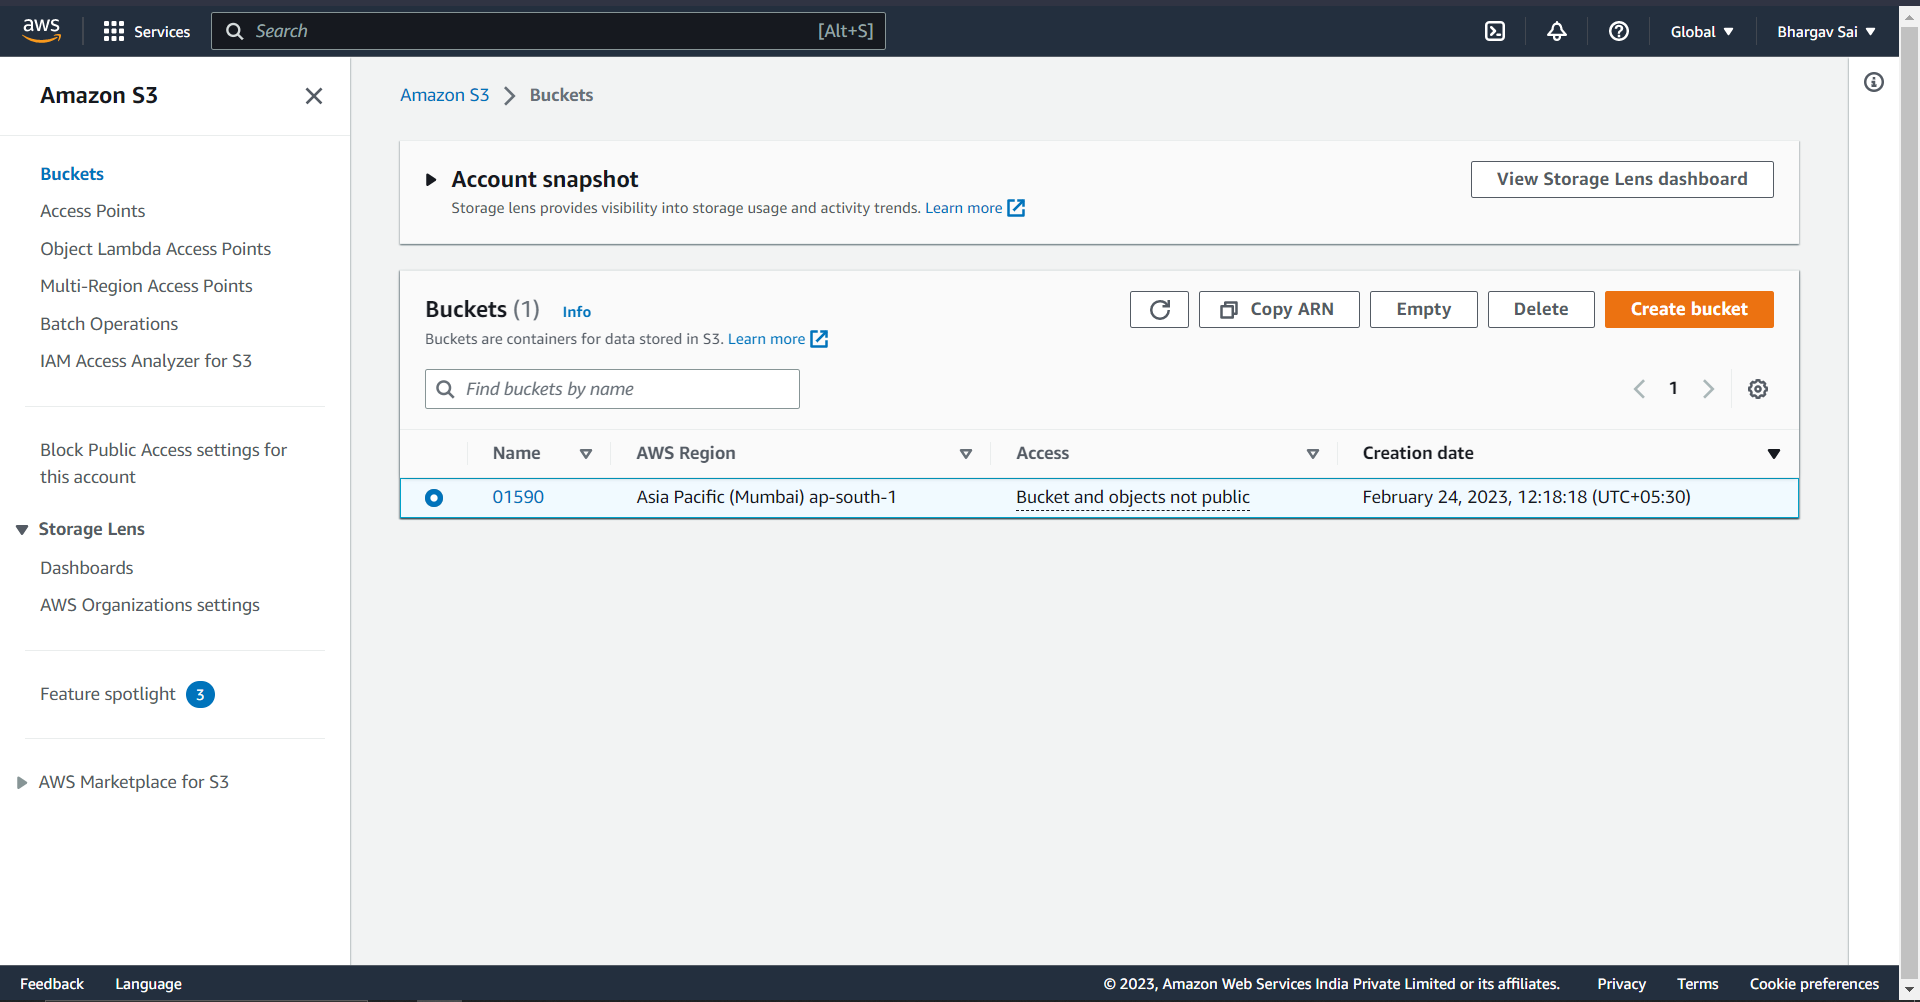 aws
Services
Search
[Alt+S]
Global
Bhargav Sai
Amazon S3
Buckets
Access Points
Object Lambda Access Points
Multi-Region Access Points
Batch Operations
IAM Access Analyzer for S3
Block Public Access settings for
this account
Storage Lens
Dashboards
AWS Organizations settings
Feature spotlight 3
AWS Marketplace for S3
Amazon S3 > Buckets
Account snapshot
Storage lens provides visibility into storage usage and activity trends. Learn more
View Storage Lens dashboard
Buckets (1) Info
Buckets are containers for data stored in S3. Learn more
Copy ARN
Empty
Delete
Create bucket
Find buckets by name
1
Name AWS Region Access Creation date
01590 Asia Pacific (Mumbai) ap-south-1 Bucket and objects not public February 24, 2023, 12:18:18 (UTC+05:30)
Feedback Language © 2023, Amazon Web Services India Private Limited or its affiliates. Privacy Terms Cookie preferences